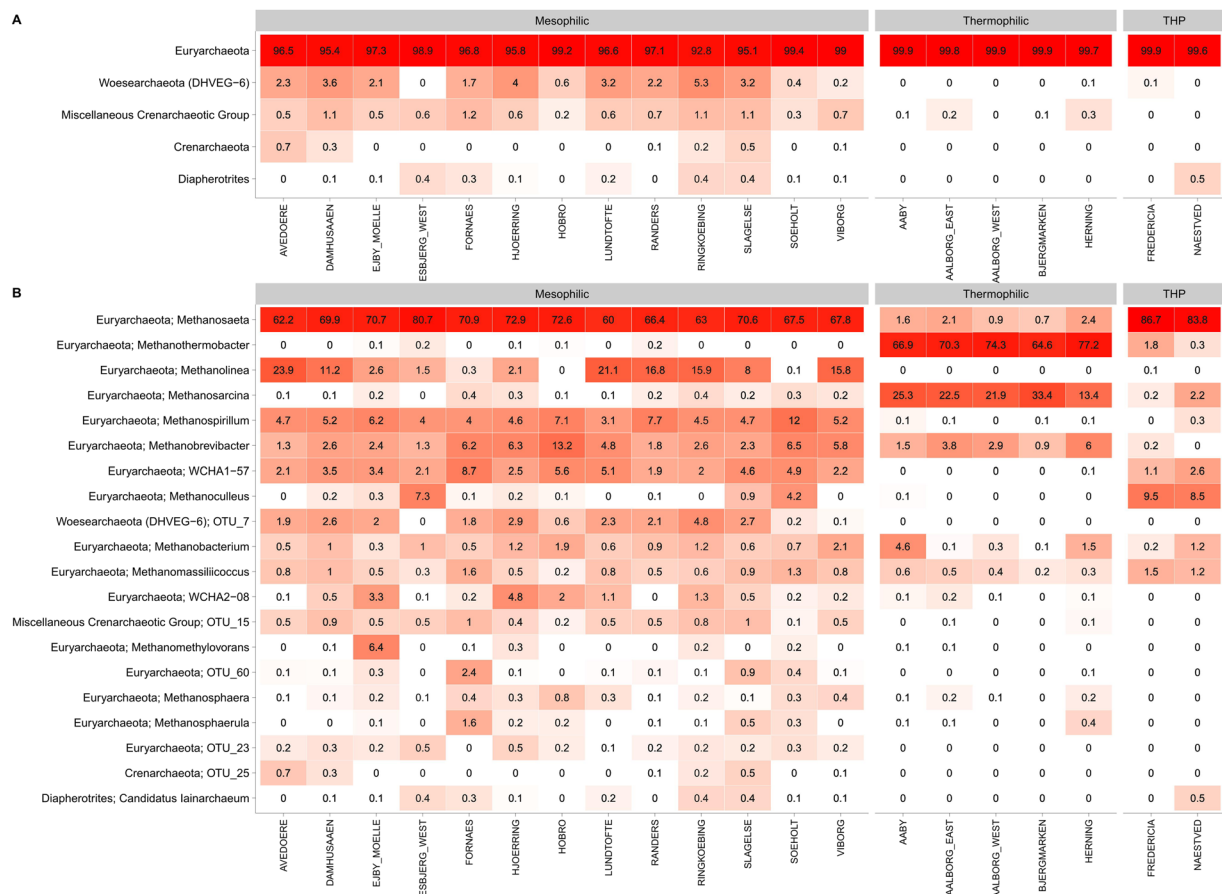 A
Mesophilic Thermophilic THP
Euryarchaeota 96.5 95.4 97.3 98.9 96.8 95.8 99.2 96.6 97.1 92.8 95.1 99.4 99 99.9 99.8 99.9 99.9 99.7 99.9 99.6
Woesearchaeota (DHVEG−6) 2.3 3.6 2.1 0 1.7 4 0.6 3.2 2.2 5.3 3.2 0.4 0.2 0 0 0 0 0.1 0.1 0
Miscellaneous Crenarchaeotic Group 0.5 1.1 0.5 0.6 1.2 0.6 0.2 0.6 0.7 1.1 1.1 0.3 0.7 0.1 0.2 0 0.1 0.3 0 0
Crenarchaeota 0.7 0.3 0 0 0 0 0 0 0.1 0.2 0.5 0 0.1 0 0 0 0 0 0 0
Diapherotrites 0 0.1 0.1 0.4 0.3 0.1 0 0.2 0 0.4 0.4 0.1 0.1 0 0 0 0 0 0 0.5
AVEDOERE DAMHUSAAEN EJBY_MOELLE ESBJERG_WEST FORNAES HJOERRING HOBRO LUNDTOFTE RANDERS RINGKOEBING SLAGELSE SOEHOLT VIBORG AABY AALBORG_EAST AALBORG_WEST BJERGMARKEN HERNING FREDERICIA NAESTVED
B
Mesophilic Thermophilic THP
Euryarchaeota; Methanosaeta 62.2 69.9 70.7 80.7 70.9 72.9 72.6 60 66.4 63 70.6 67.5 67.8 1.6 2.1 0.9 0.7 2.4 86.7 83.8
Euryarchaeota; Methanothermobacter 0 0 0.1 0.2 0 0.1 0.1 0 0.2 0 0 0 0 66.9 70.3 74.3 64.6 77.2 1.8 0.3
Euryarchaeota; Methanolinea 23.9 11.2 2.6 1.5 0.3 2.1 0 21.1 16.8 15.9 8 0.1 15.8 0 0 0 0 0 0.1 0
Euryarchaeota; Methanosarcina 0.1 0.1 0.2 0 0.4 0.3 0.1 0.1 0.2 0.4 0.2 0.3 0.2 25.3 22.5 21.9 33.4 13.4 0.2 2.2
Euryarchaeota; Methanospirillum 4.7 5.2 6.2 4 4 4.6 7.1 3.1 7.7 4.5 4.7 12 5.2 0.1 0.1 0 0 0.1 0 0.3
Euryarchaeota; Methanobrevibacter 1.3 2.6 2.4 1.3 6.2 6.3 13.2 4.8 1.8 2.6 2.3 6.5 5.8 1.5 3.8 2.9 0.9 6 0.2 0
Euryarchaeota; WCHA1−57 2.1 3.5 3.4 2.1 8.7 2.5 5.6 5.1 1.9 2 4.6 4.9 2.2 0 0 0 0 0.1 1.1 2.6
Euryarchaeota; Methanoculleus 0 0.2 0.3 7.3 0.1 0.2 0.1 0 0.1 0 0.9 4.2 0 0.1 0 0 0 0 9.5 8.5
Woesearchaeota (DHVEG−6); OTU_7 1.9 2.6 2 0 1.8 2.9 0.6 2.3 2.1 4.8 2.7 0.2 0.1 0 0 0 0 0 0 0
Euryarchaeota; Methanobacterium 0.5 1 0.3 1 0.5 1.2 1.9 0.6 0.9 1.2 0.6 0.7 2.1 4.6 0.1 0.3 0.1 1.5 0.2 1.2
Euryarchaeota; Methanomassiliicoccus 0.8 1 0.5 0.3 1.6 0.5 0.2 0.8 0.5 0.6 0.9 1.3 0.8 0.6 0.5 0.4 0.2 0.3 1.5 1.2
Euryarchaeota; WCHA2−08 0.1 0.5 3.3 0.1 0.2 4.8 2 1.1 0 1.3 0.5 0.2 0.2 0.1 0.2 0.1 0 0.1 0 0
Miscellaneous Crenarchaeotic Group; OTU_15 0.5 0.9 0.5 0.5 1 0.4 0.2 0.5 0.5 0.8 1 0.1 0.5 0 0.1 0 0 0.1 0 0
Euryarchaeota; Methanomethylovorans 0 0.1 6.4 0 0.1 0.3 0 0 0 0.2 0 0.2 0 0.1 0.1 0 0 0 0 0
Euryarchaeota; OTU_60 0.1 0.1 0.3 0 2.4 0.1 0 0.1 0.1 0.1 0.9 0.4 0.1 0 0 0 0 0 0 0
Euryarchaeota; Methanosphaera 0.1 0.1 0.2 0.1 0.4 0.3 0.8 0.3 0.1 0.2 0.1 0.3 0.4 0.1 0.2 0.1 0 0.2 0 0
Euryarchaeota; Methanosphaerula 0 0 0.1 0 1.6 0.2 0.2 0 0.1 0.1 0.5 0.3 0 0.1 0.1 0 0 0.4 0 0
Euryarchaeota; OTU_23 0.2 0.3 0.2 0.5 0 0.5 0.2 0.1 0.2 0.2 0.2 0.3 0.2 0 0 0 0 0 0 0
Crenarchaeota; OTU_25 0.7 0.3 0 0 0 0 0 0 0.1 0.2 0.5 0 0.1 0 0 0 0 0 0 0
Diapherotrites; Candidatus Iainarchaeum 0 0.1 0.1 0.4 0.3 0.1 0 0.2 0 0.4 0.4 0.1 0.1 0 0 0 0 0 0 0.5
AVEDOERE DAMHUSAAEN EJBY_MOELLE ESBJERG_WEST FORNAES HJOERRING HOBRO LUNDTOFTE RANDERS RINGKOEBING SLAGELSE SOEHOLT VIBORG AABY AALBORG_EAST AALBORG_WEST BJERGMARKEN HERNING FREDERICIA NAESTVED